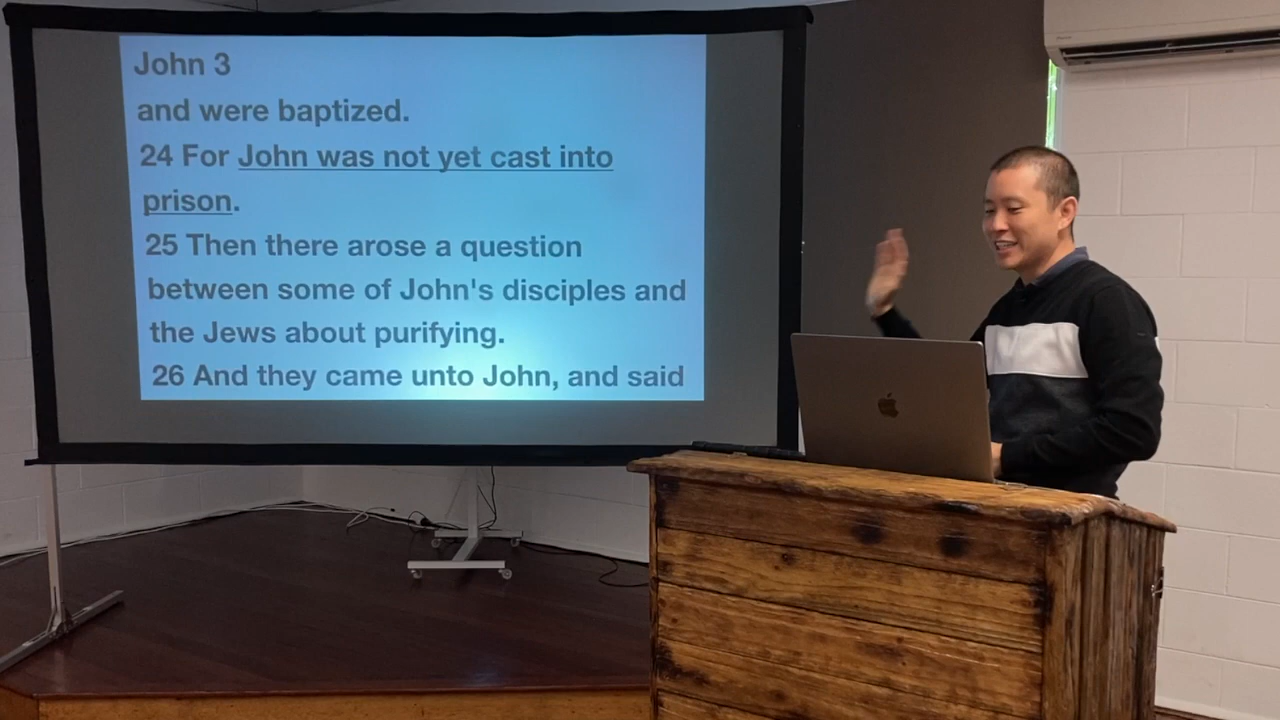 John 3
and were baptized.
24 For John was not yet cast into
prison.
25 Then there arose a question
between some of John's disciples and
the Jews about purifying.
26 And they came unto John, and said